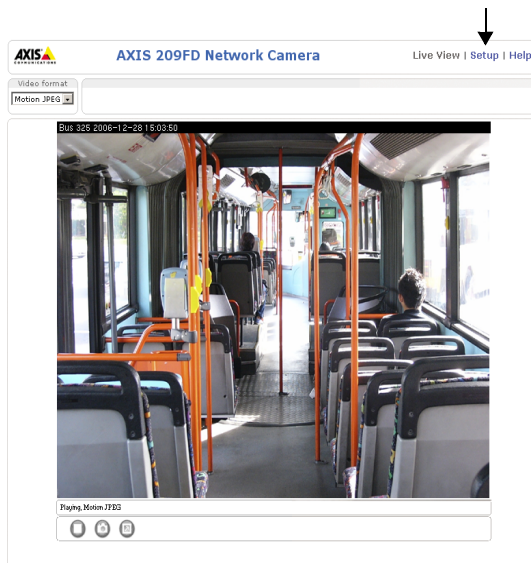 AXIS
COMMUNICATIONS
AXIS 209FD Network Camera
Live View | Setup | Help
Video format
Motion JPEG
Bus 325 2006-12-28 15:03:50
Playing, Motion JPEG